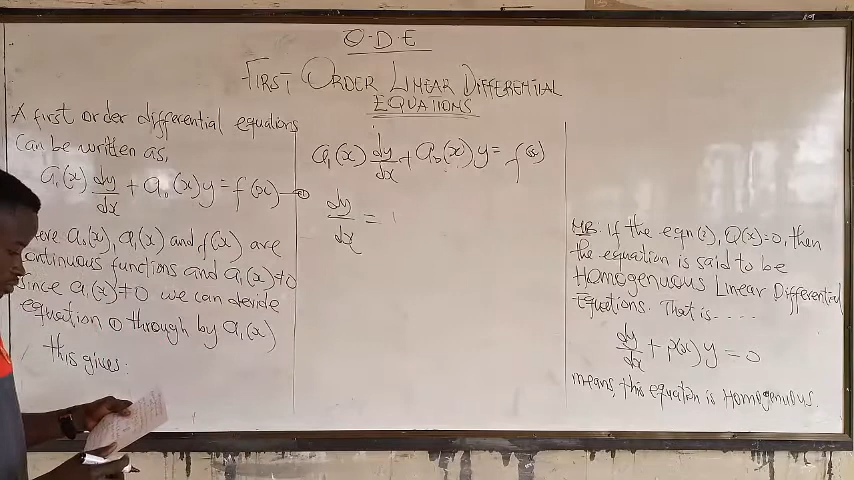 O.D.E
FIRST ORDER LINEAR DIFFERENTIAL
EQUATIONS
A first order differential equations
Can be written as,
a₁(x) dy/dx + a₀(x)y = f(x) — ①
where a₀(x), a₁(x) and f(x) are
continuous functions and a₁(x) ≠ 0
Since a₁(x) ≠ 0 we can devide
equation ① through by a₁(x)
this gives:
a₁(x) dy/dx + a₀(x) y = f(x)
dy/dx =
NB: If the eqn(2), Q(x)=0, then
the equation is said to be
Homogenuous Linear Differential
Equations. That is.....
dy/dx + p(x) y = 0
means, this equation is Homogenuous.